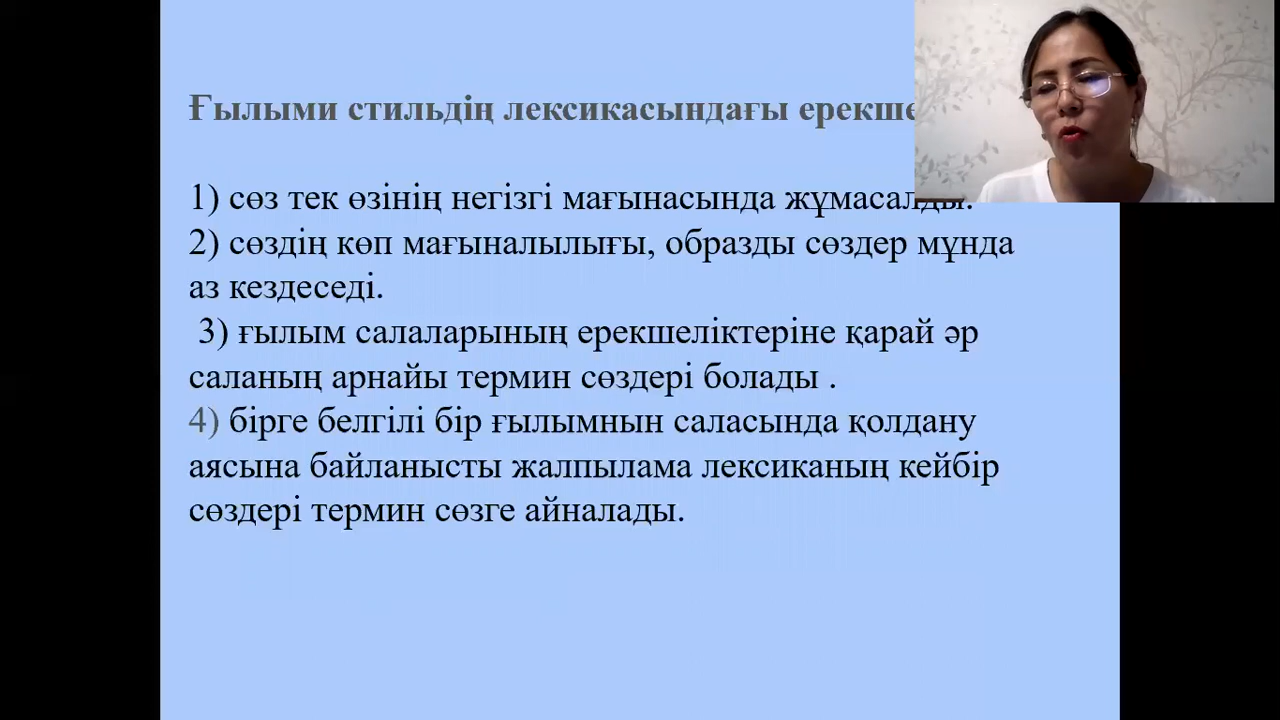 Ғылыми стильдің лексикасындағы
1) сөз тек өзінің негізгі мағынасында жұмасалды.
2) сөздің көп мағыналылығы, образды сөздер мұнда
аз кездеседі.
3) ғылым салаларының ерекшеліктеріне қарай әр
саланың арнайы термин сөздері болады .
4) бірге белгілі бір ғылымнын саласында қолдану
аясына байланысты жалпылама лексиканың кейбір
сөздері термин сөзге айналады.